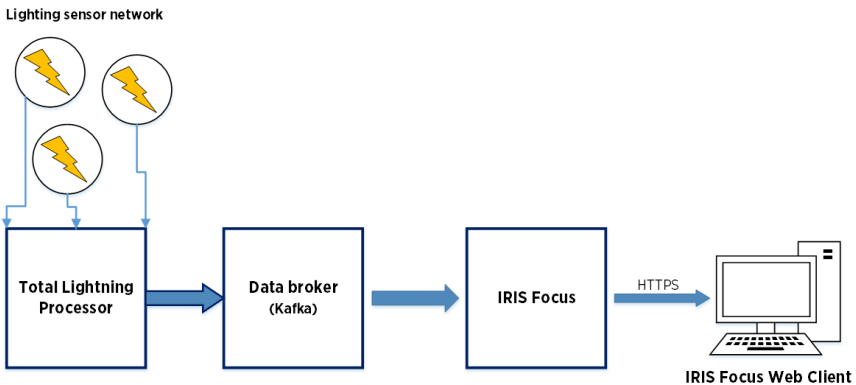 Lighting sensor network
Total Lightning
Processor
Data broker
(Kafka)
IRIS Focus
HTTPS
IRIS Focus Web Client